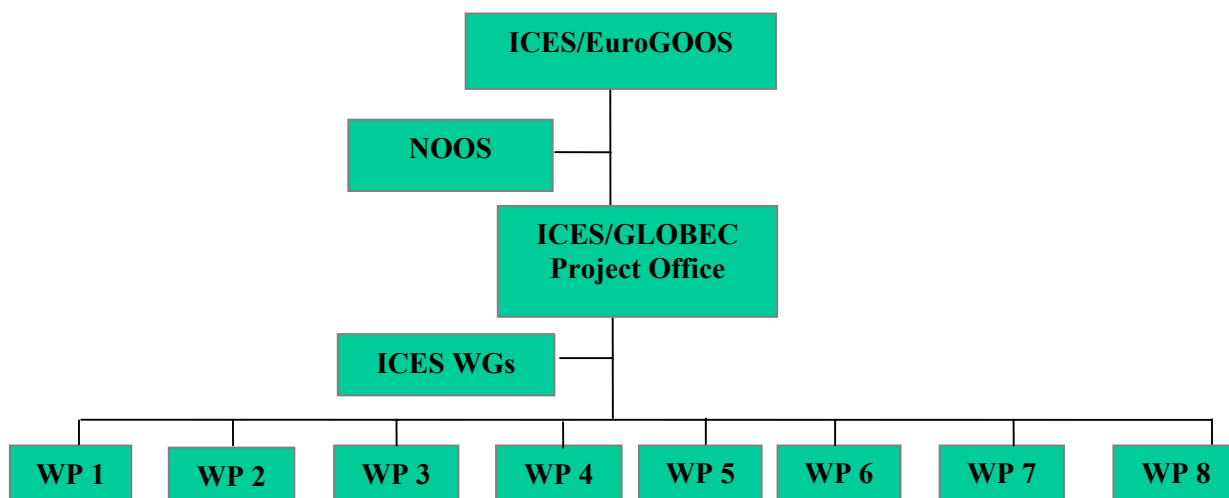 ICES/EuroGOOS
NOOS
ICES/GLOBEC
Project Office
ICES WGs
WP 1
WP 2
WP 3
WP 4
WP 5
WP 6
WP 7
WP 8